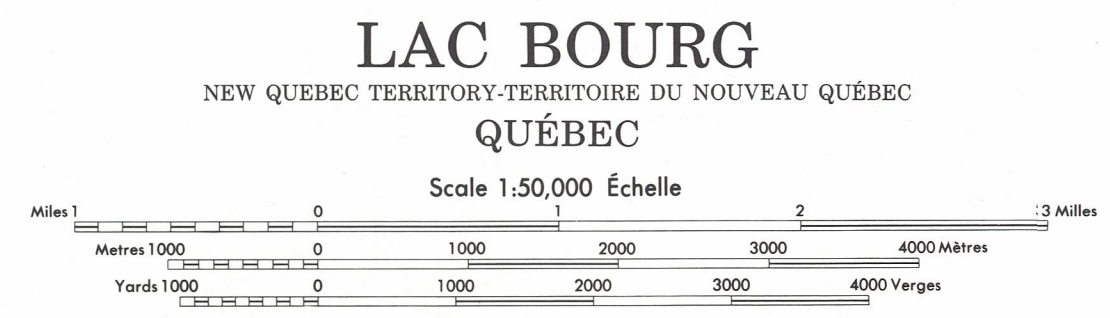 LAC BOURG
NEW QUEBEC TERRITORY-TERRITOIRE DU NOUVEAU QUÉBEC
QUÉBEC
Scale 1:50,000 Échelle
Miles 1 0 1 2 3 Milles
Metres 1000 0 1000 2000 3000 4000 Mètres
Yards 1000 0 1000 2000 3000 4000 Verges